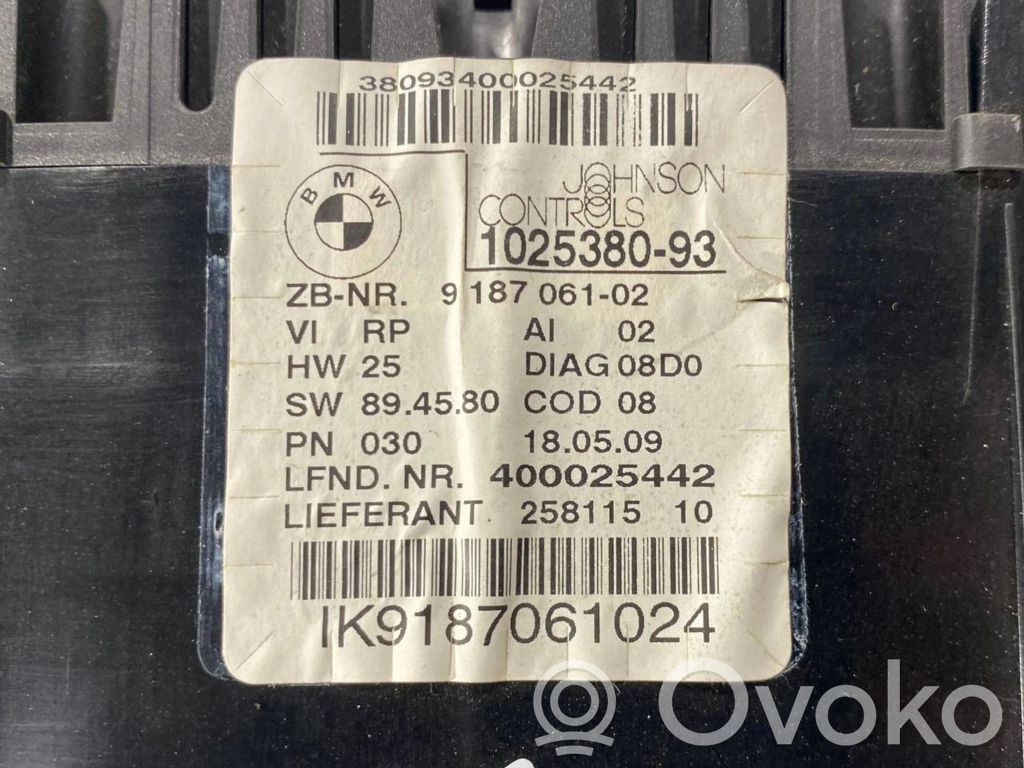 38093400025442
BMW
JOHNSON
CONTROLS
1025380-93
ZB-NR. 9 187 061-02
VI RP AI 02
HW 25 DIAG 08D0
SW 89.45.80 COD 08
PN 030 18.05.09
LFND. NR. 400025442
LIEFERANT 258115 10
IK9187061024
Ovoko